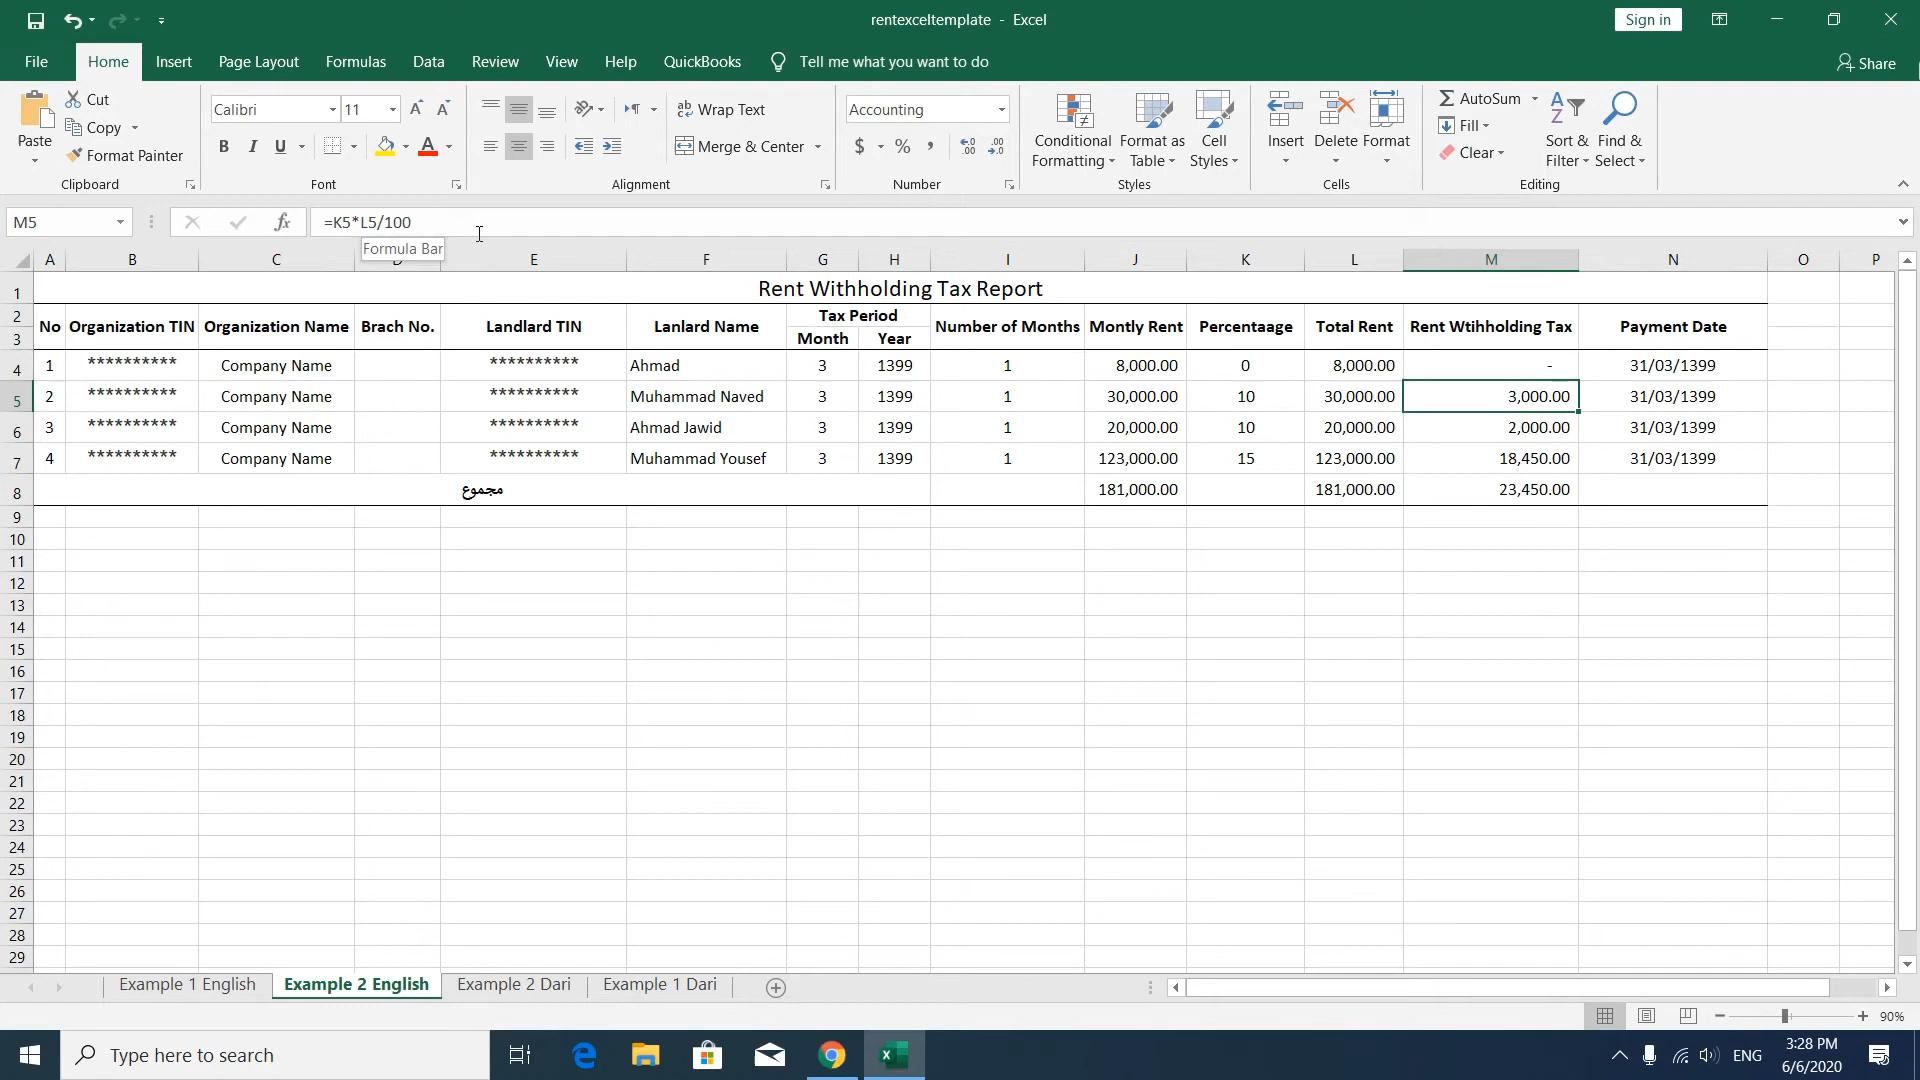 rentexceltemplate - Excel
Sign in
File Home Insert Page Layout Formulas Data Review View Help QuickBooks Tell me what you want to do Share
Paste
Cut
Copy
Format Painter
Clipboard
Calibri 11
B I U A
Font
Wrap Text
Merge & Center
Alignment
Accounting
$ % ,
Number
Conditional Formatting
Format as Table
Cell Styles
Styles
Insert Delete Format
Cells
AutoSum
Fill
Clear
Sort & Filter
Find & Select
Editing
M5 fx =K5*L5/100
Formula Bar
A B C D E F G H I J K L M N O P
1 Rent Withholding Tax Report
2 No Organization TIN Organization Name Brach No. Landlard TIN Lanlard Name Tax Period Number of Months Montly Rent Percentaage Total Rent Rent Wtihholding Tax Payment Date
3 Month Year
4 1 ********** Company Name ********** Ahmad 3 1399 1 8,000.00 0 8,000.00 - 31/03/1399
5 2 ********** Company Name ********** Muhammad Naved 3 1399 1 30,000.00 10 30,000.00 3,000.00 31/03/1399
6 3 ********** Company Name ********** Ahmad Jawid 3 1399 1 20,000.00 10 20,000.00 2,000.00 31/03/1399
7 4 ********** Company Name ********** Muhammad Yousef 3 1399 1 123,000.00 15 123,000.00 18,450.00 31/03/1399
8 مجموع 181,000.00 181,000.00 23,450.00
9
10
11
12
13
14
15
16
17
18
19
20
21
22
23
24
25
26
27
28
29
Example 1 English Example 2 English Example 2 Dari Example 1 Dari
90%
Type here to search
ENG
3:28 PM
6/6/2020